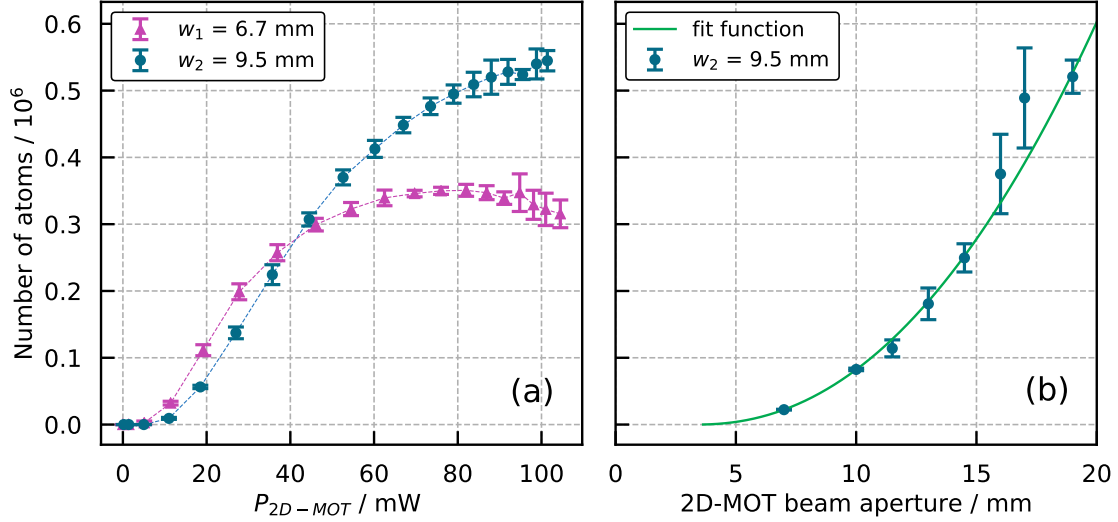 Number of atoms / 10⁶
0.6
0.5
0.4
0.3
0.2
0.1
0.0
w₁ = 6.7 mm
w₂ = 9.5 mm
(a)
0 20 40 60 80 100
P₂D₋MOT / mW
fit function
w₂ = 9.5 mm
(b)
0 5 10 15 20
2D-MOT beam aperture / mm